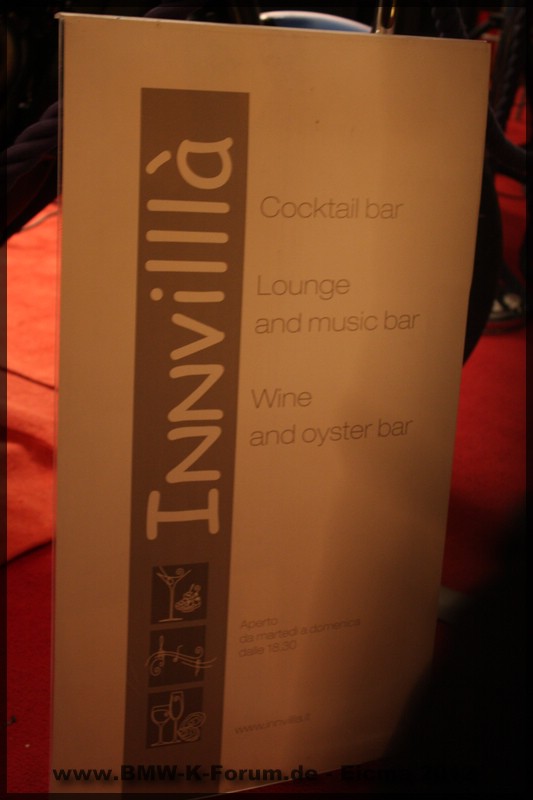 INNvilllà
Cocktail bar
Lounge
and music bar
Wine
and oyster bar
Aperto
da martedì a domenica
dalle 18,30
www.BMW-K-Forum.de